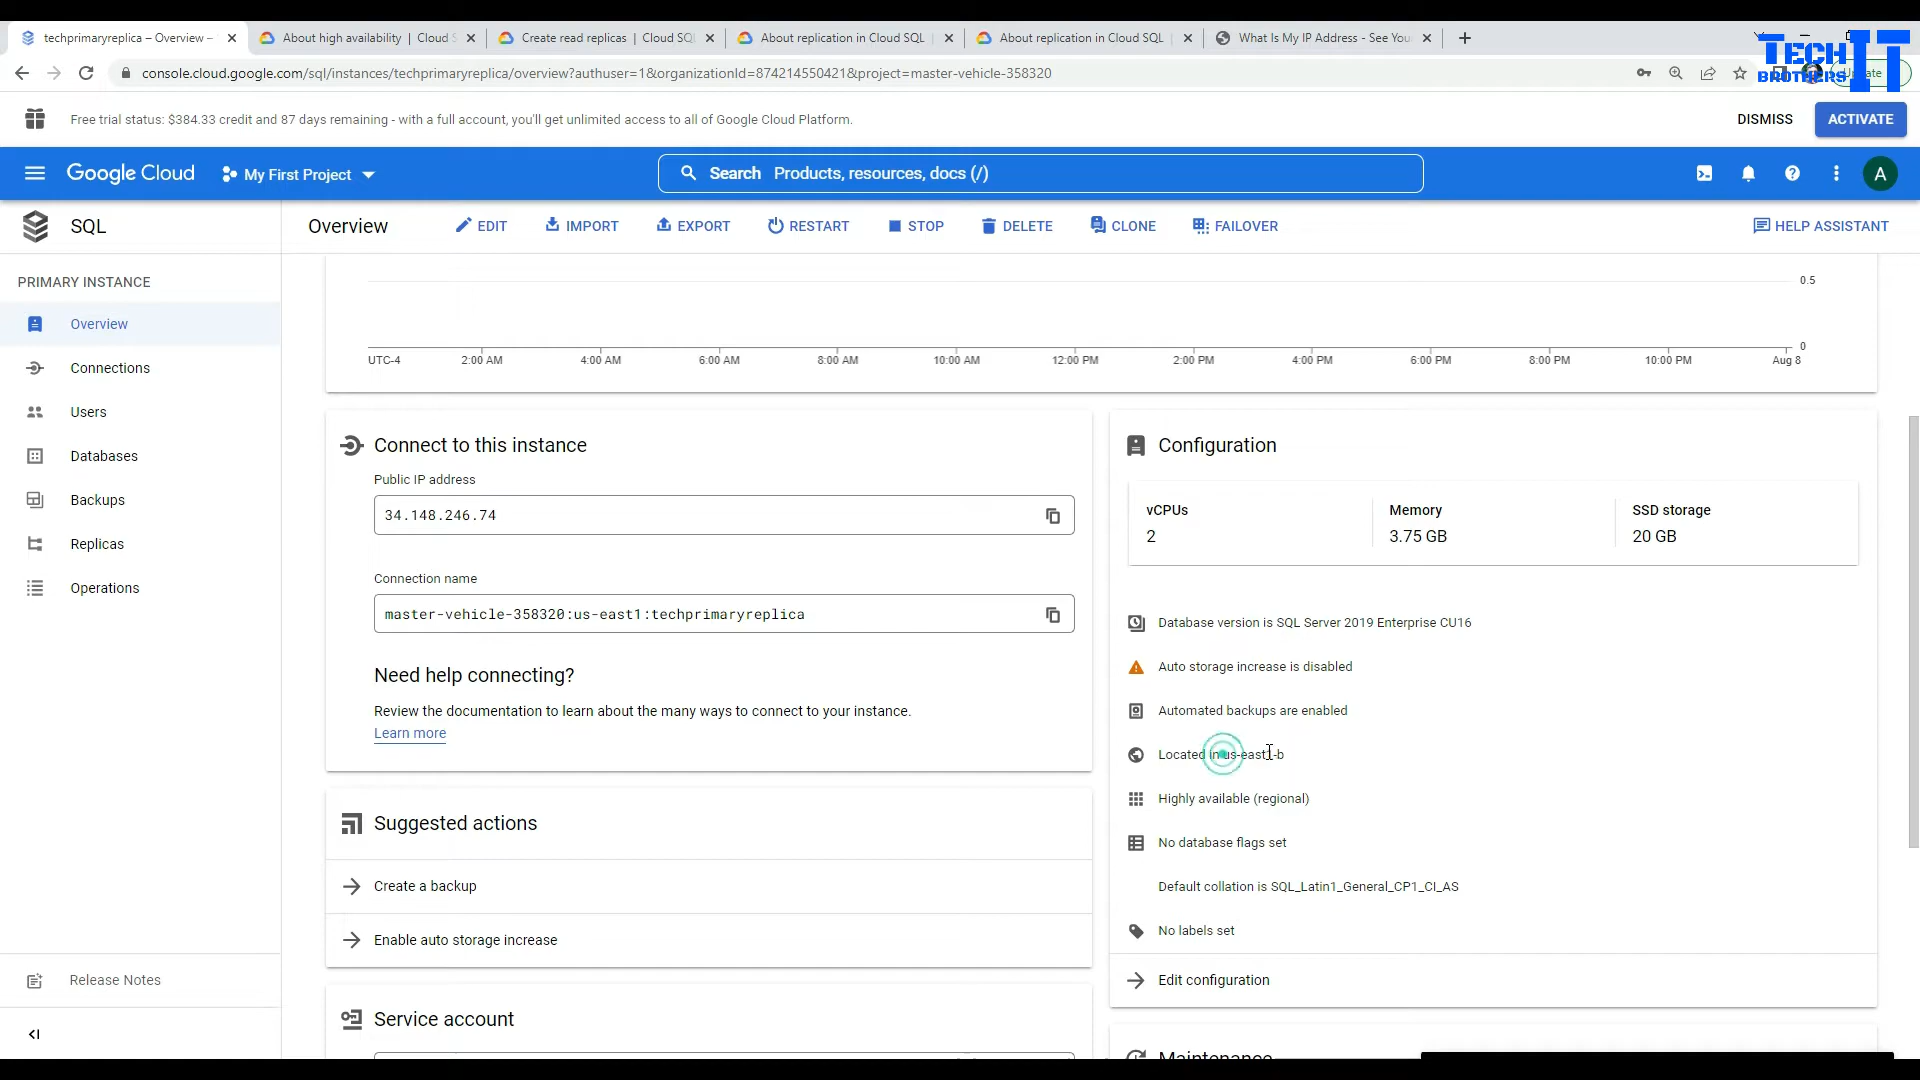 techprimaryreplica – Overview –
About high availability | Cloud S
Create read replicas | Cloud SQL
About replication in Cloud SQL
About replication in Cloud SQL
What Is My IP Address - See You
TECH IT
BROTHERS
console.cloud.google.com/sql/instances/techprimaryreplica/overview?authuser=1&organizationId=874214550421&project=master-vehicle-358320
Free trial status: $384.33 credit and 87 days remaining - with a full account, you'll get unlimited access to all of Google Cloud Platform.
DISMISS
ACTIVATE
Google Cloud
My First Project
Search Products, resources, docs (/)
A
SQL
Overview
EDIT
IMPORT
EXPORT
RESTART
STOP
DELETE
CLONE
FAILOVER
HELP ASSISTANT
PRIMARY INSTANCE
Overview
Connections
Users
Databases
Backups
Replicas
Operations
Release Notes
0.5
0
UTC-4
2:00 AM
4:00 AM
6:00 AM
8:00 AM
10:00 AM
12:00 PM
2:00 PM
4:00 PM
6:00 PM
8:00 PM
10:00 PM
Aug 8
Connect to this instance
Public IP address
34.148.246.74
Connection name
master-vehicle-358320:us-east1:techprimaryreplica
Need help connecting?
Review the documentation to learn about the many ways to connect to your instance.
Learn more
Suggested actions
Create a backup
Enable auto storage increase
Service account
Configuration
vCPUs
2
Memory
3.75 GB
SSD storage
20 GB
Database version is SQL Server 2019 Enterprise CU16
Auto storage increase is disabled
Automated backups are enabled
Located in us-east1-b
Highly available (regional)
No database flags set
Default collation is SQL_Latin1_General_CP1_CI_AS
No labels set
Edit configuration
Maintenance